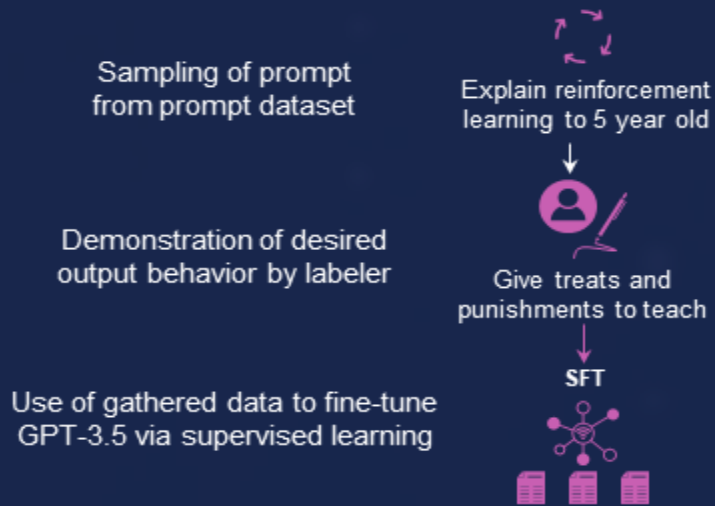 Sampling of prompt
from prompt dataset
Explain reinforcement
learning to 5 year old
Demonstration of desired
output behavior by labeler
Give treats and
punishments to teach
SFT
Use of gathered data to fine-tune
GPT-3.5 via supervised learning